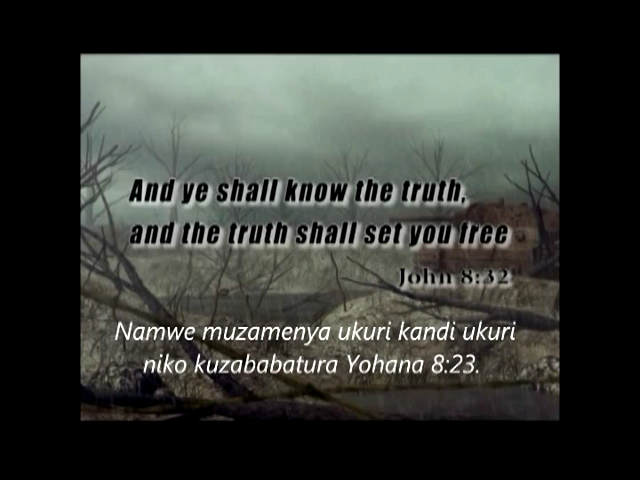 And ye shall know the truth,
and the truth shall set you free
John 8:32
Namwe muzamenya ukuri kandi ukuri
niko kuzababatura Yohana 8:23.